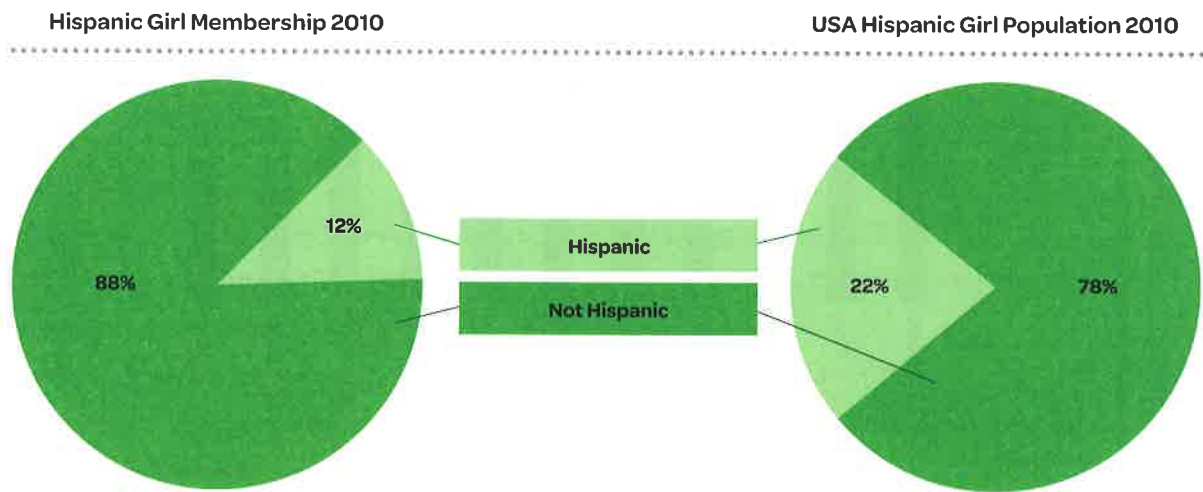 Hispanic Girl Membership 2010
USA Hispanic Girl Population 2010
12%
88%
Hispanic
Not Hispanic
22%
78%